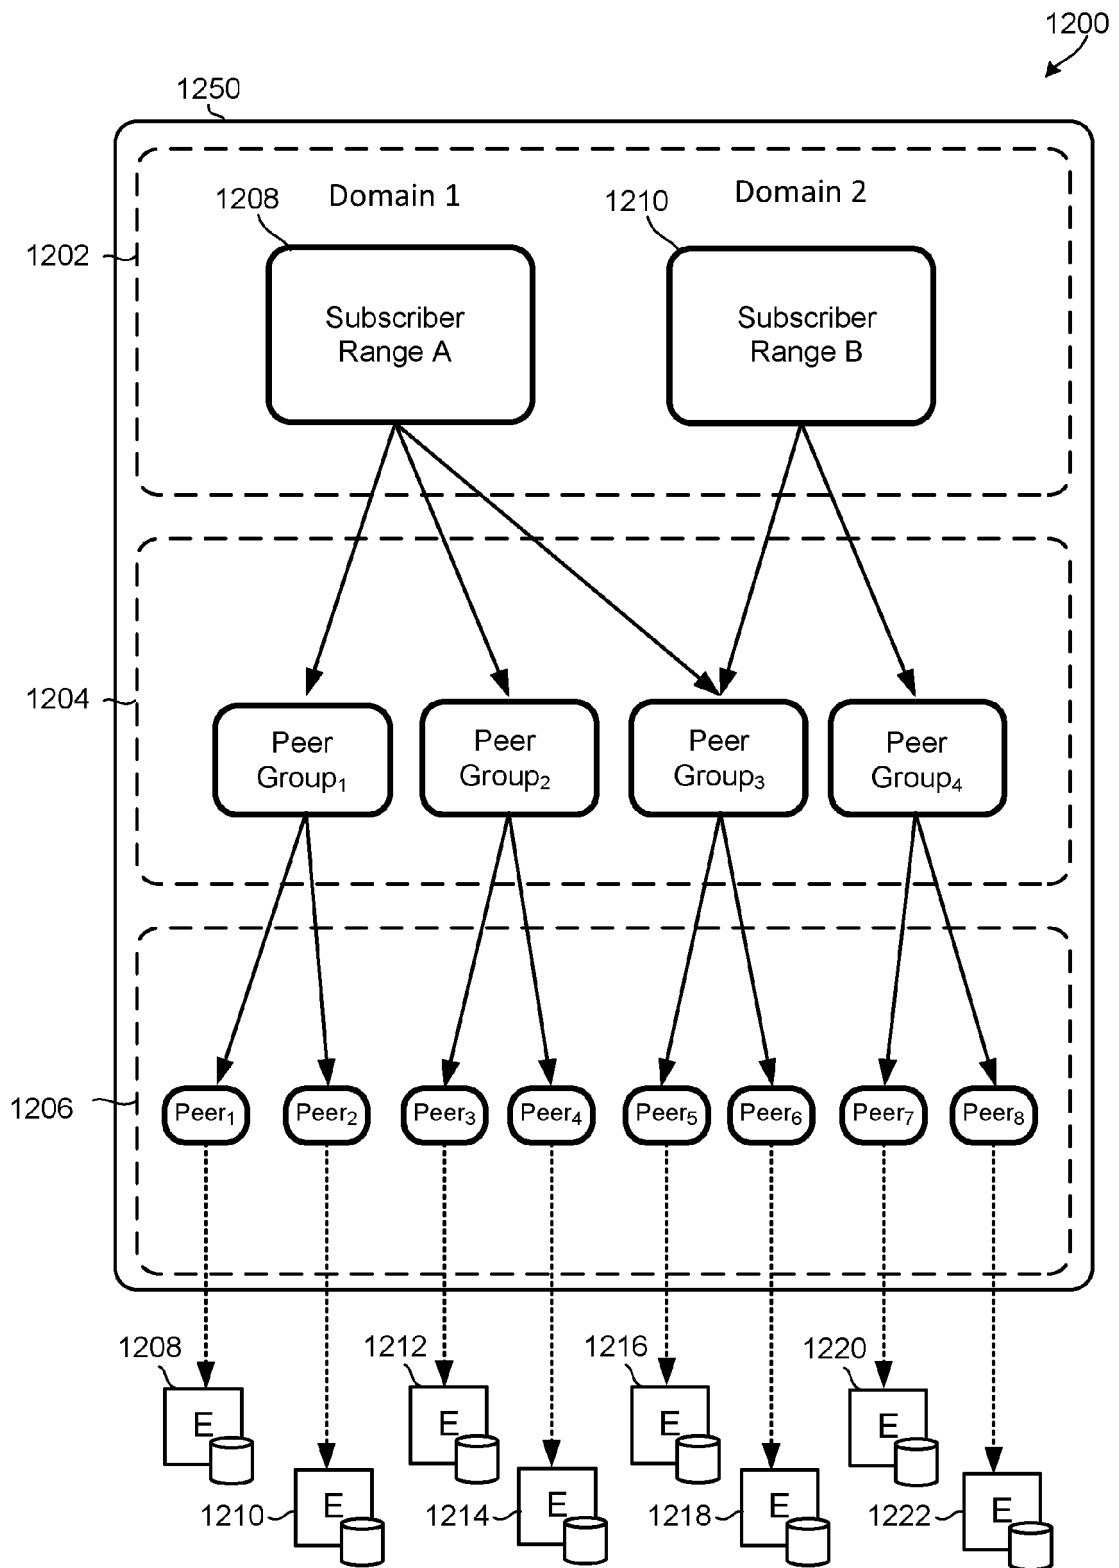 1200
1250
Domain 1
Domain 2
1208
1210
1202
Subscriber
Range A
Subscriber
Range B
1204
Peer
Group₁
Peer
Group₂
Peer
Group₃
Peer
Group₄
1206
Peer₁
Peer₂
Peer₃
Peer₄
Peer₅
Peer₆
Peer₇
Peer₈
1208
1212
1216
1220
E
E
E
E
1210
E
1214
E
1218
E
1222
E